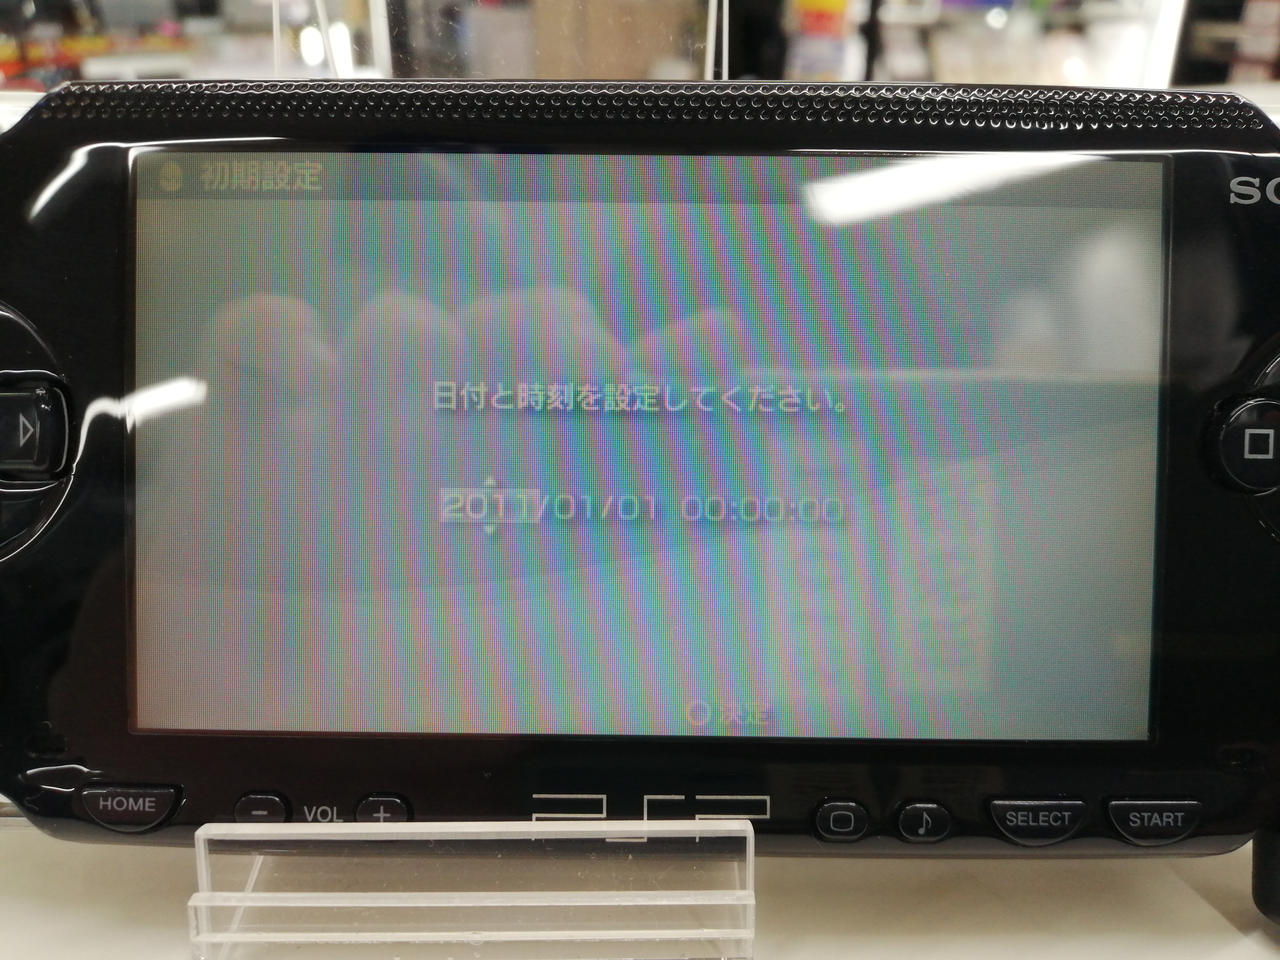 初期設定
SO
日付と時刻を設定してください。
2011/01/01 00:00:00
決定
HOME
VOL
PSP
SELECT
START